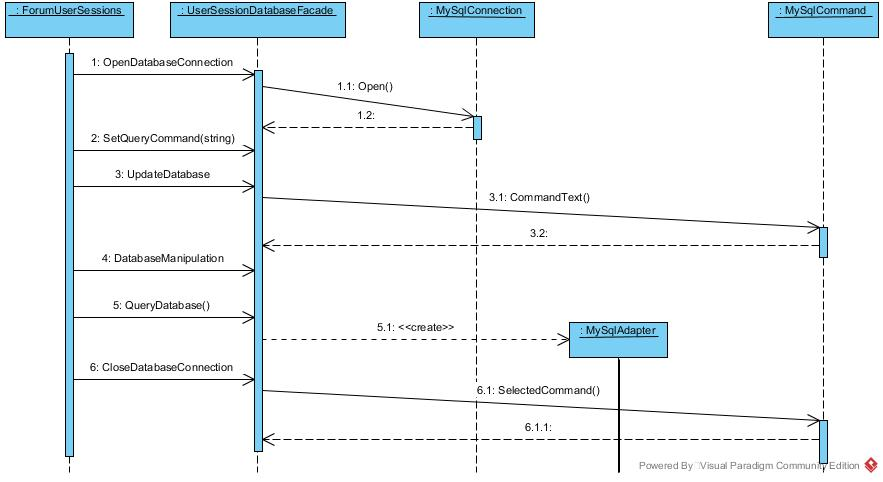 : ForumUserSessions
: UserSessionDatabaseFacade
: MySqlConnection
: MySqlCommand
1: OpenDatabaseConnection
1.1: Open()
1.2:
2: SetQueryCommand(string)
3: UpdateDatabase
3.1: CommandText()
3.2:
4: DatabaseManipulation
5: QueryDatabase()
5.1: <<create>>
: MySqlAdapter
6: CloseDatabaseConnection
6.1: SelectedCommand()
6.1.1:
Powered By Visual Paradigm Community Edition